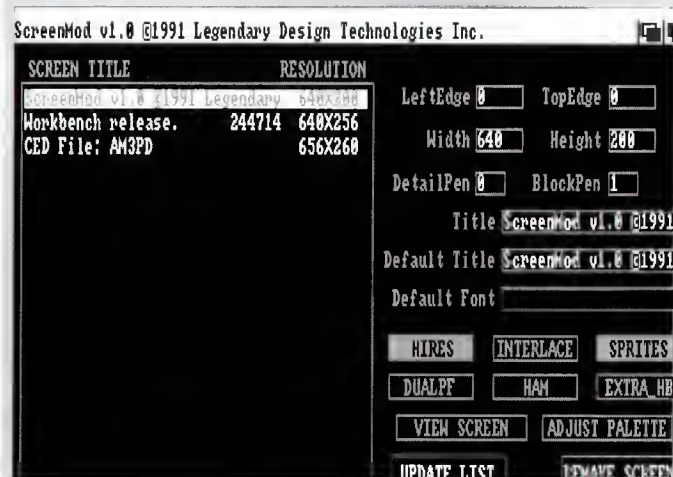 ScreenMod v1.0 ©1991 Legendary Design Technologies Inc.
SCREEN TITLE RESOLUTION
ScreenMod v1.0 ©1991 Legendary 640X200
Workbench release. 244714 640X256
CED File: AM3PD 656X260
LeftEdge 0 TopEdge 0
Width 640 Height 200
DetailPen 0 BlockPen 1
Title ScreenMod v1.0 ©1991
Default Title ScreenMod v1.0 ©1991
Default Font
HIRES INTERLACE SPRITES
DUALPF HAM EXTRA_HB
VIEW SCREEN ADJUST PALETTE
UPDATE LIST REMAKE SCREEN